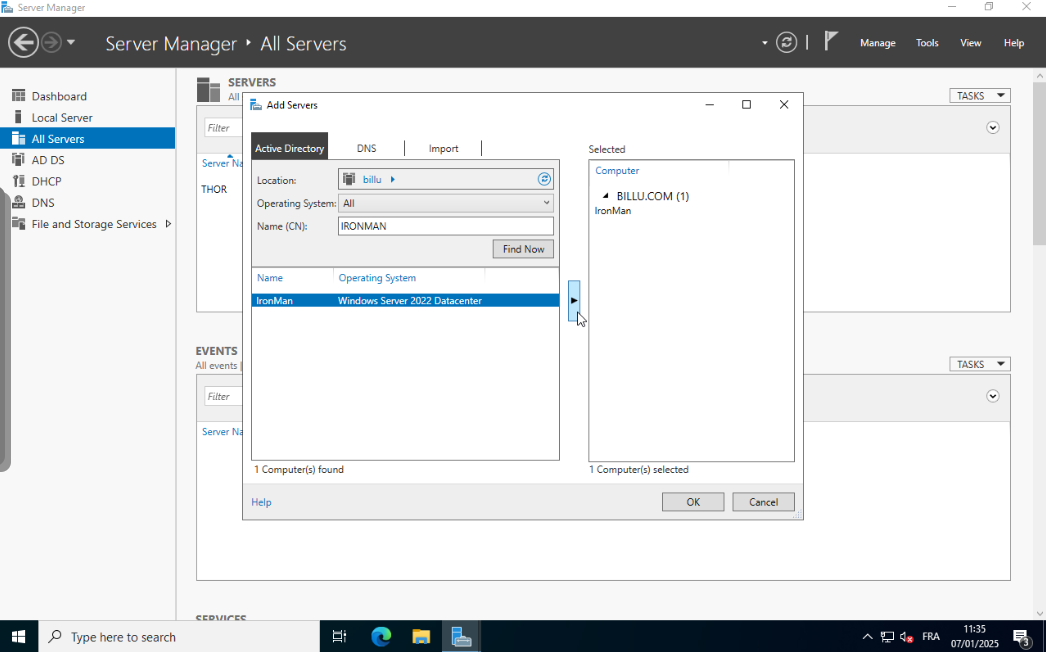 Server Manager
Server Manager • All Servers
Manage Tools View Help
Dashboard
Local Server
All Servers
AD DS
DHCP
DNS
File and Storage Services
SERVERS
All
TASKS
Filter
Server Na
THOR
EVENTS
All events |
TASKS
Filter
Server Na
SERVICES
Add Servers
Active Directory DNS Import
Location: billu
Operating System: All
Name (CN): IRONMAN
Find Now
Name Operating System
IronMan Windows Server 2022 Datacenter
1 Computer(s) found
Selected
Computer
BILLU.COM (1)
IronMan
1 Computer(s) selected
Help OK Cancel
Type here to search
FRA
11:35
07/01/2025
3